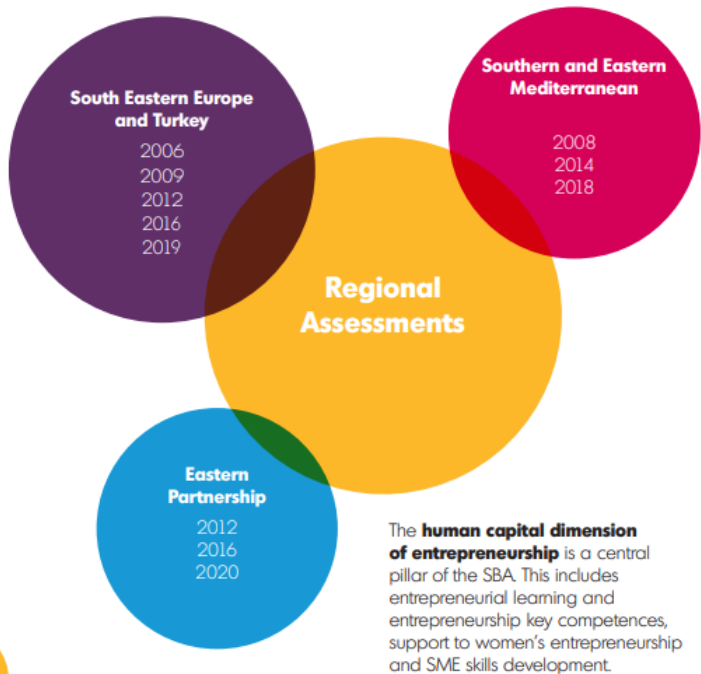 South Eastern Europe
and Turkey
2006
2009
2012
2016
2019
Southern and Eastern
Mediterranean
2008
2014
2018
Regional
Assessments
Eastern
Partnership
2012
2016
2020
The human capital dimension
of entrepreneurship is a central
pillar of the SBA. This includes
entrepreneurial learning and
entrepreneurship key competences,
support to women's entrepreneurship
and SME skills development.